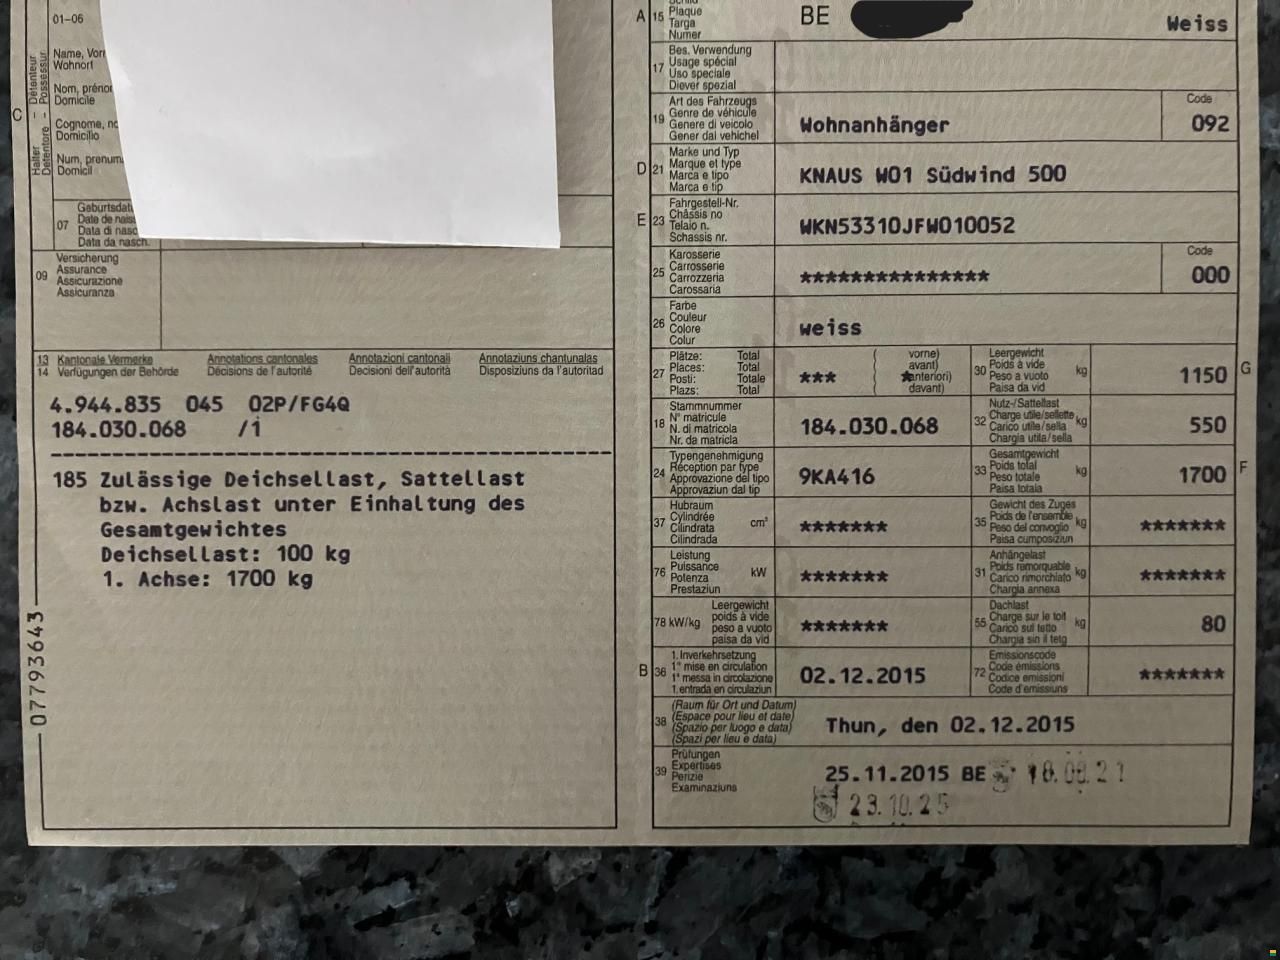 01-06
Name, Vorn
Wohnort
Nom, prénon
Domicile
Cognome, no
Domicilio
Num, prenum
Domicil
C
Halter - Détenteur
Detentore - Possessur
07
Geburtsdat
Date de nais
Data di nasc
Data da nasch.
09
Versicherung
Assurance
Assicurazione
Assicuranza
13 Kantonale Vermerke Annotations cantonales Annotazioni cantonali Annotaziuns chantunalas
14 Verfügungen der Behörde Décisions de l'autorité Decisioni dell'autorità Disposiziuns da l'autoritad
4.944.835 045 02P/FG4Q
184.030.068 /1
185 Zulässige Deichsellast, Sattellast
bzw. Achslast unter Einhaltung des
Gesamtgewichtes
Deichsellast: 100 kg
1. Achse: 1700 kg
07793643
A 15
Schild
Plaque
Targa
Numer
BE
Weiss
17
Bes. Verwendung
Usage spécial
Uso speciale
Diever spezial
19
Art des Fahrzeugs
Genre de véhicule
Genere di veicolo
Gener dal vehichel
Wohnanhänger
Code
092
D 21
Marke und Typ
Marque et type
Marca e tipo
Marca e tip
KNAUS W01 Südwind 500
E 23
Fahrgestell-Nr.
Châssis no
Telaio n.
Schassis nr.
WKN53310JFW010052
25
Karosserie
Carrosserie
Carrozzeria
Carossaria
***************
Code
000
26
Farbe
Couleur
Colore
Colur
weiss
27
Plätze: Total
Places: Total
Posti: Totale
Plazs: Total
***
( vorne)
( avant)
( *anteriori)
( davant)
30
Leergewicht
Poids à vide
Peso a vuoto
Paisa da vid
kg
1150
G
18
Stammnummer
N° matricule
N. di matricola
Nr. da matricla
184.030.068
32
Nutz-/Sattellast
Charge utile/sellette
Carico utile/sella
Chargia utila/sella
kg
550
24
Typengenehmigung
Réception par type
Approvazione del tipo
Approvaziun dal tip
9KA416
33
Gesamtgewicht
Poids total
Peso totale
Paisa totala
kg
1700
F
37
Hubraum
Cylindrée
Cilindrata
Cilindrada
cm³
*******
35
Gewicht des Zuges
Poids de l'ensemble
Peso del convoglio
Paisa cumposiziun
kg
*******
76
Leistung
Puissance
Potenza
Prestaziun
kW
*******
31
Anhängelast
Poids remorquable
Carico rimorchiato
Chargia annexa
kg
*******
78 kW/kg
Leergewicht
poids à vide
peso a vuoto
paisa da vid
*******
55
Dachlast
Charge sur le toit
Carico sul tetto
Chargia sin il tetg
kg
80
B 36
1. Inverkehrsetzung
1re mise en circulation
1a messa in circolazione
1. entrada en circulaziun
02.12.2015
72
Emissionscode
Code émissions
Codice emissioni
Code d'emissiuns
*******
38
(Raum für Ort und Datum)
(Espace pour lieu et date)
(Spazio per luogo e data)
(Spazi per lieu e data)
Thun, den 02.12.2015
39
Prüfungen
Expertises
Perizie
Examinaziuns
25.11.2015 BE 18.08.21
23.10.25